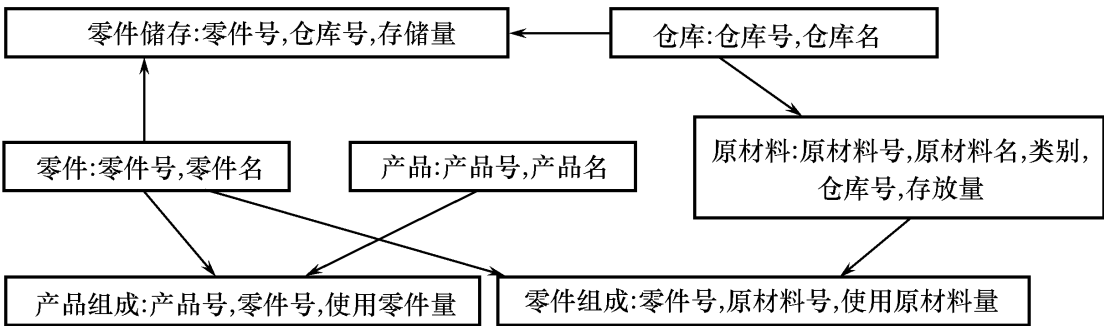 零件储存:零件号,仓库号,存储量
仓库:仓库号,仓库名
零件:零件号,零件名
产品:产品号,产品名
原材料:原材料号,原材料名,类别,
仓库号,存放量
产品组成:产品号,零件号,使用零件量
零件组成:零件号,原材料号,使用原材料量